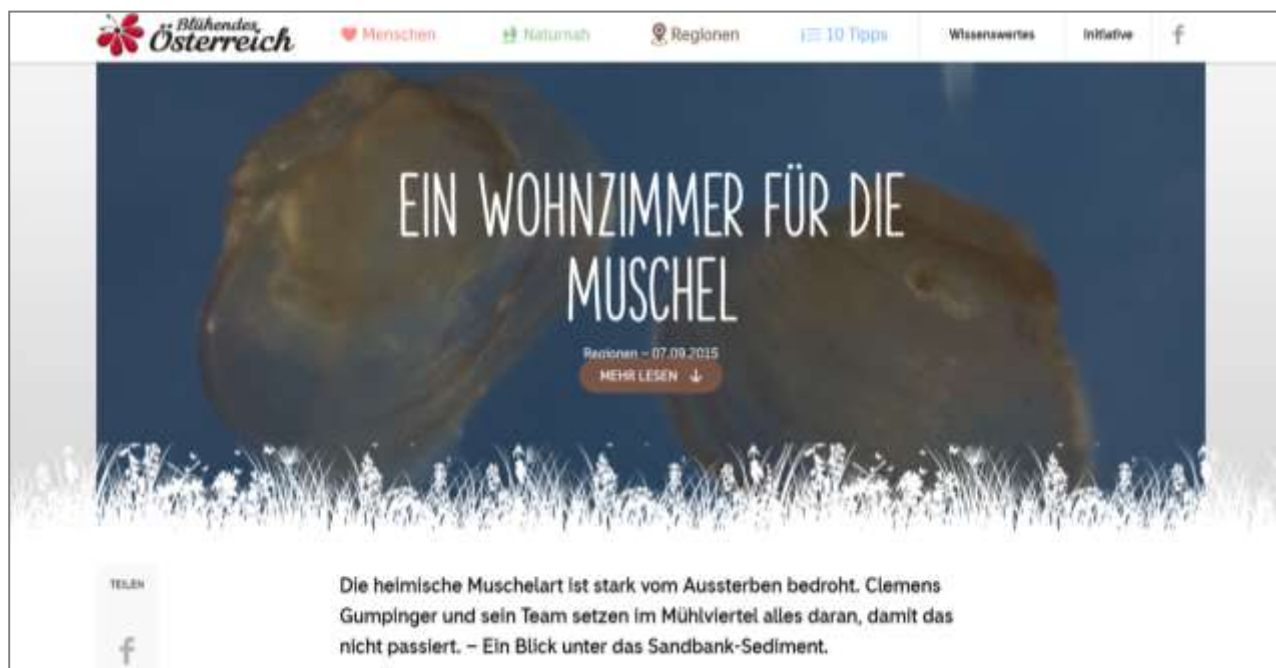 Blühendes
Österreich
Menschen
Naturnah
Regionen
10 Tipps
Wissenswertes
Initiative
EIN WOHNZIMMER FÜR DIE
MUSCHEL
Regionen – 07.09.2015
MEHR LESEN ↓
TEILEN
Die heimische Muschelart ist stark vom Aussterben bedroht. Clemens
Gumpinger und sein Team setzen im Mühlviertel alles daran, damit das
nicht passiert. – Ein Blick unter das Sandbank-Sediment.